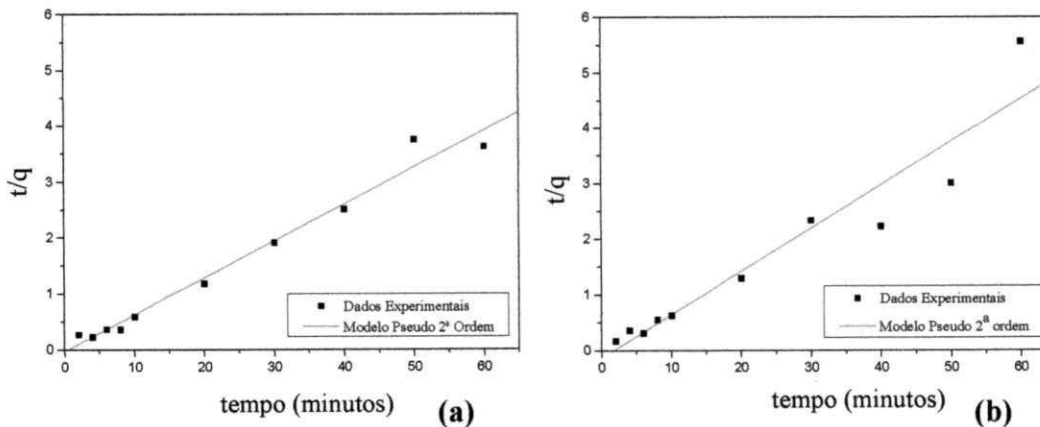 6
5
4
3
2
1
0
t/q
0 10 20 30 40 50 60
tempo (minutos)
Dados Experimentais
Modelo Pseudo 2ª Ordem
(a)
6
5
4
3
2
1
0
t/q
0 10 20 30 40 50 60
tempo (minutos)
Dados Experimentais
Modelo Pseudo 2ª ordem
(b)